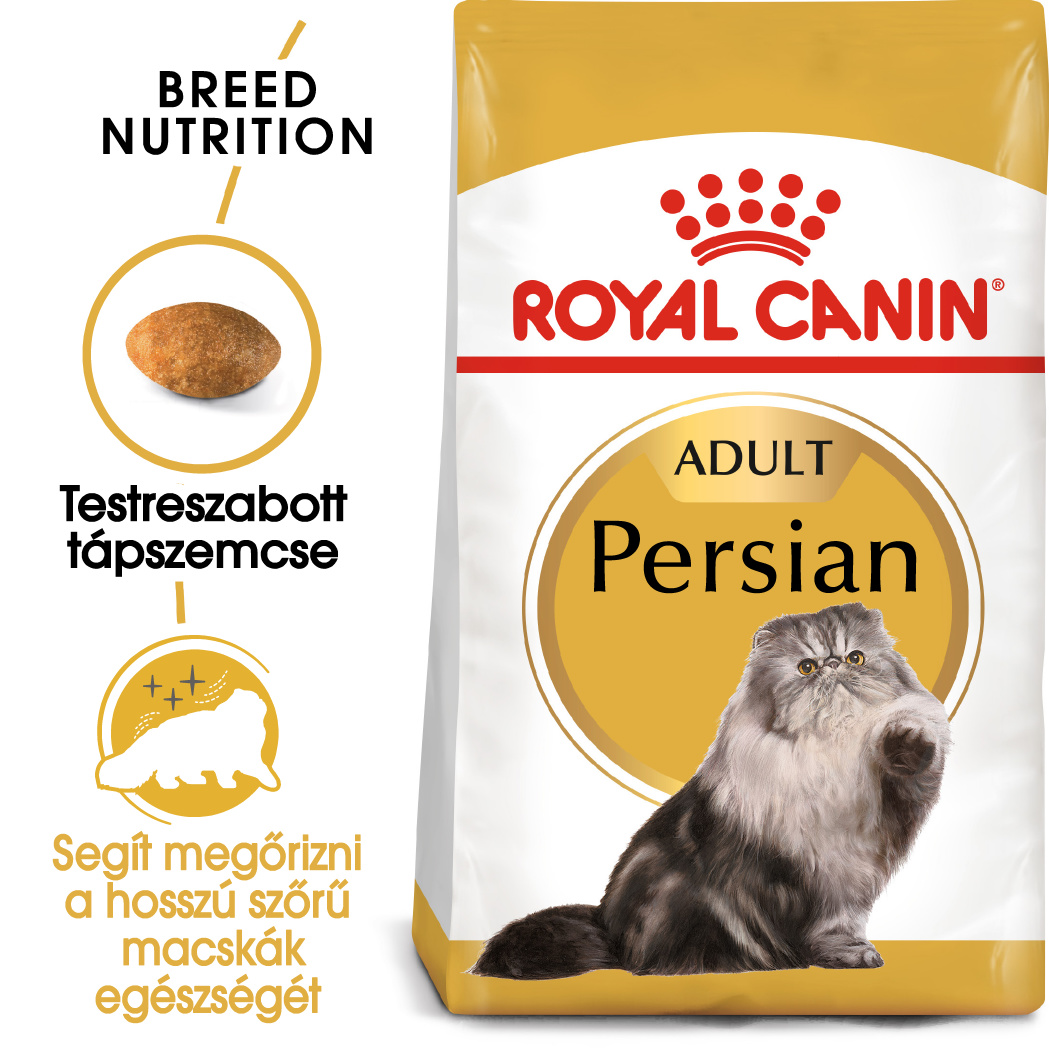 BREED
NUTRITION
Testreszabott
tápszemcse
Segít megőrizni
a hosszú szőrű
macskák
egészségét
ROYAL CANIN®
ADULT
Persian